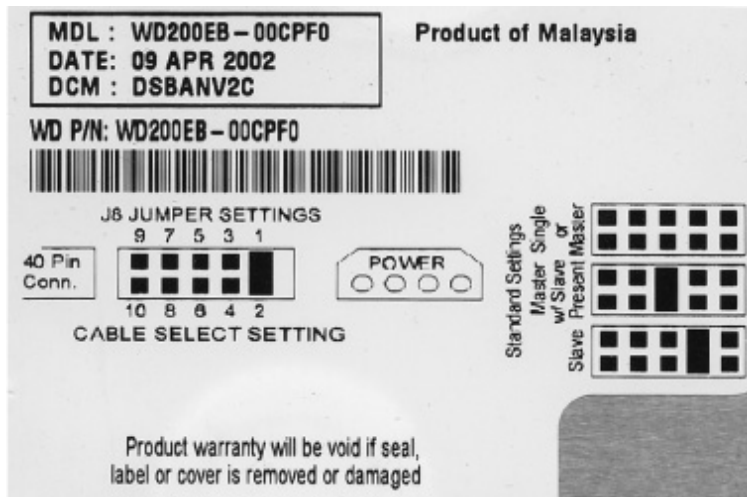 MDL : WD200EB-00CPF0
DATE: 09 APR 2002
DCM : DSBANV2C
Product of Malaysia
WD P/N: WD200EB-00CPF0
J8 JUMPER SETTINGS
9 7 5 3 1
40 Pin
Conn.
10 8 6 4 2
CABLE SELECT SETTING
POWER
Standard Settings
Single
or
Master
Master
w/ Slave
Present
Slave
Product warranty will be void if seal,
label or cover is removed or damaged